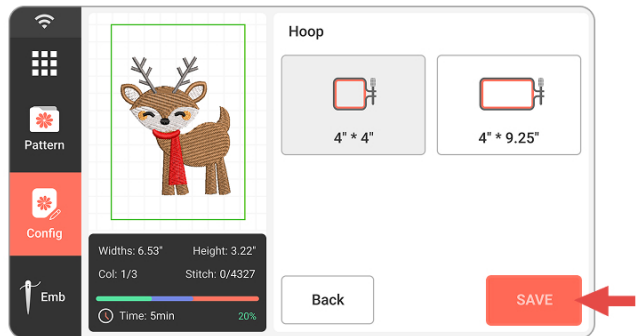 Pattern
Config
Emb
Widths: 6.53" Height: 3.22"
Col: 1/3 Stitch: 0/4327
Time: 5min 20%
Hoop
4" * 4" 4" * 9.25"
Back SAVE